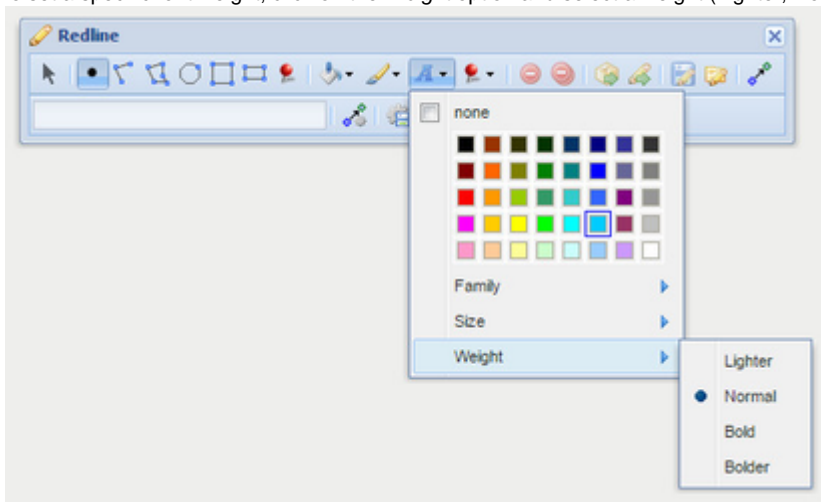 Redline
A
none
Family
Size
Weight
Lighter
Normal
Bold
Bolder